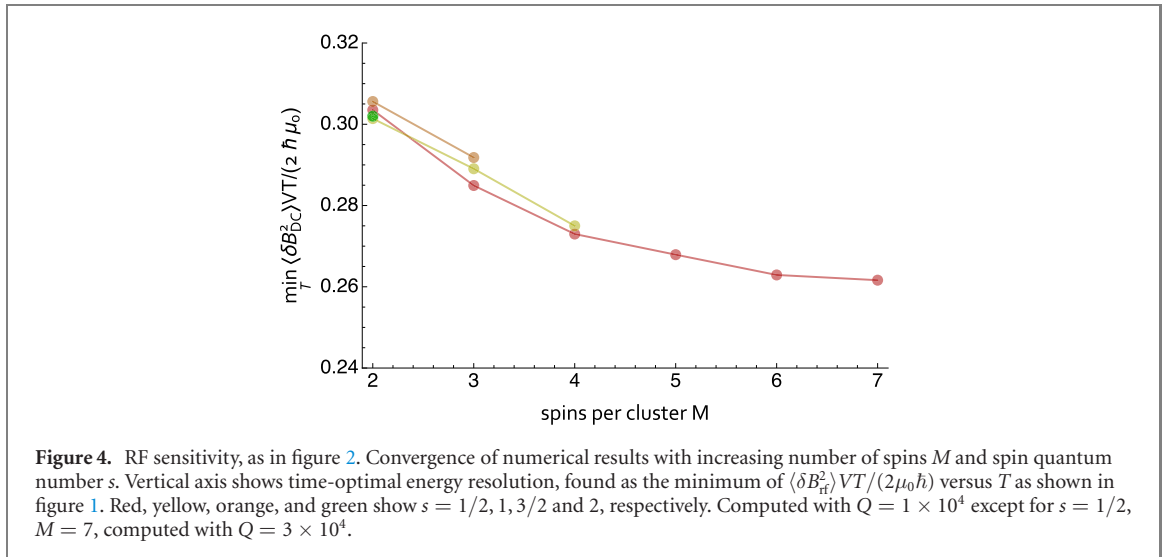 0.32
0.30
0.28
0.26
0.24
min ⟨δB²DC⟩VT/(2 ħ μ₀)
T
2 3 4 5 6 7
spins per cluster M
Figure 4. RF sensitivity, as in figure 2. Convergence of numerical results with increasing number of spins M and spin quantum
number s. Vertical axis shows time-optimal energy resolution, found as the minimum of ⟨δB²rf⟩VT/(2μ₀ħ) versus T as shown in
figure 1. Red, yellow, orange, and green show s = 1/2, 1, 3/2 and 2, respectively. Computed with Q = 1 × 10⁴ except for s = 1/2,
M = 7, computed with Q = 3 × 10⁴.